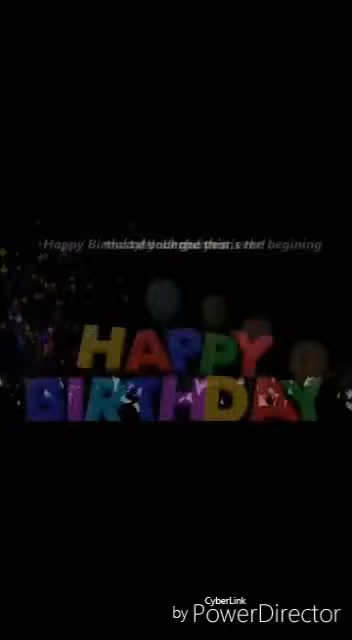 Happy
begining
HAPPY
BIRTHDAY
CyberLink
by PowerDirector